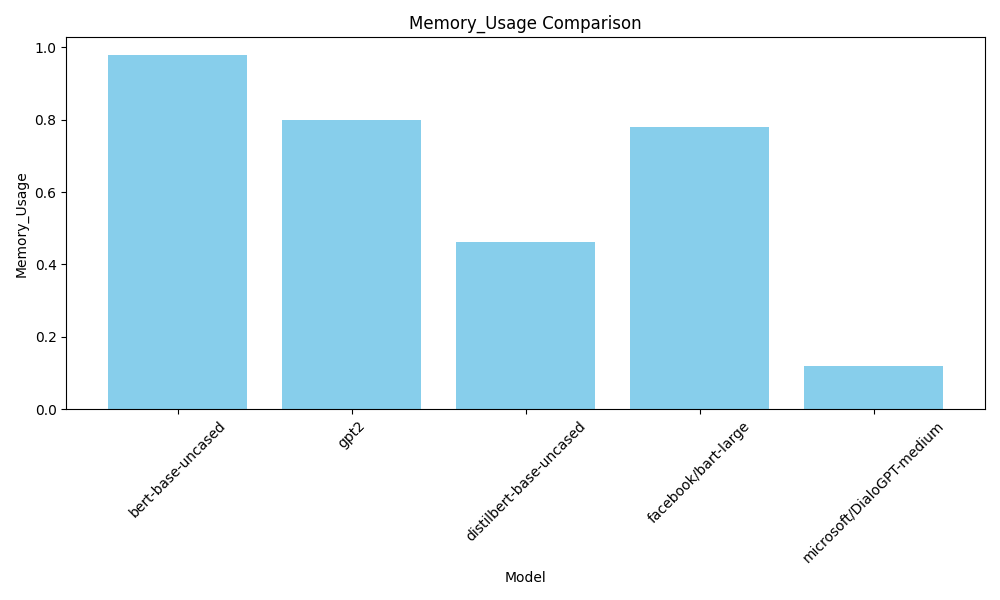 Memory_Usage Comparison
Memory_Usage
1.0
0.8
0.6
0.4
0.2
0.0
bert-base-uncased
gpt2
distilbert-base-uncased
facebook/bart-large
microsoft/DialoGPT-medium
Model